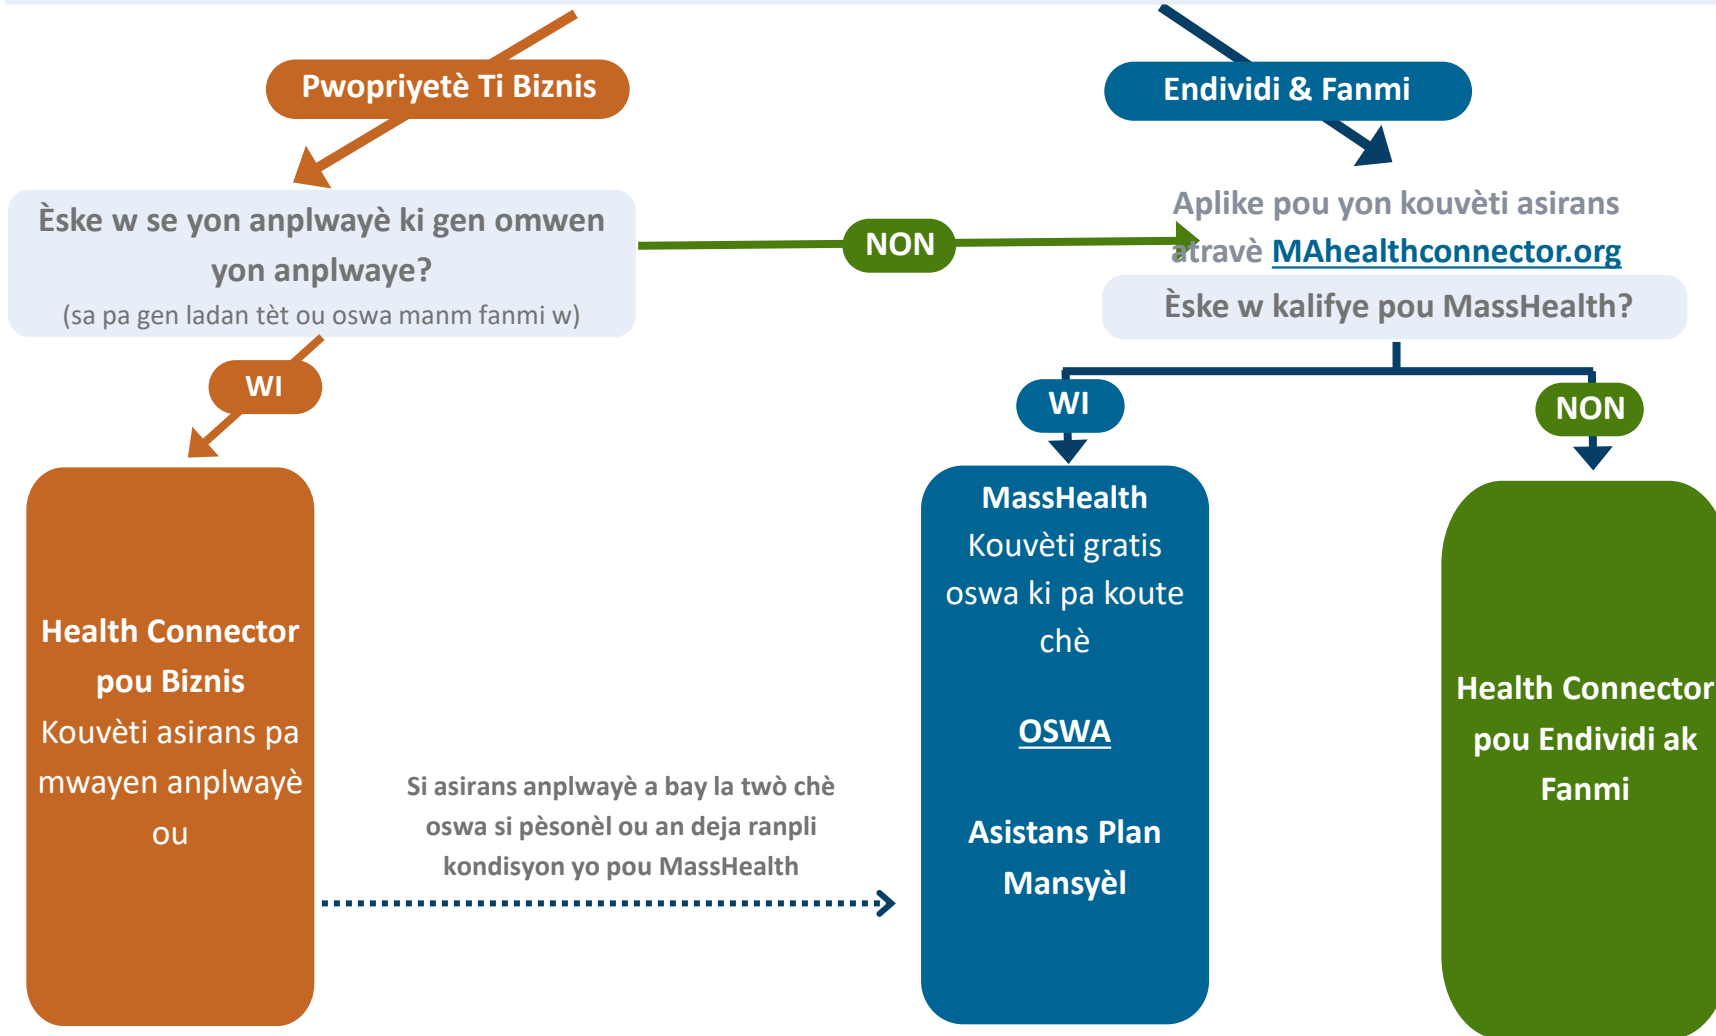 Pwopriyetè Ti Biznis
Endividi & Fanmi
Èske w se yon anplwayè ki gen omwen
yon anplwaye?
(sa pa gen ladan tèt ou oswa manm fanmi w)
NON
Aplike pou yon kouvèti asirans
atravè MAhealthconnector.org
Èske w kalifye pou MassHealth?
WI
WI
NON
Health Connector
pou Biznis
Kouvèti asirans pa
mwayen anplwayè
ou
Si asirans anplwayè a bay la twò chè
oswa si pèsonèl ou an deja ranpli
kondisyon yo pou MassHealth
MassHealth
Kouvèti gratis
oswa ki pa koute
chè
OSWA
Asistans Plan
Mansyèl
Health Connector
pou Endividi ak
Fanmi